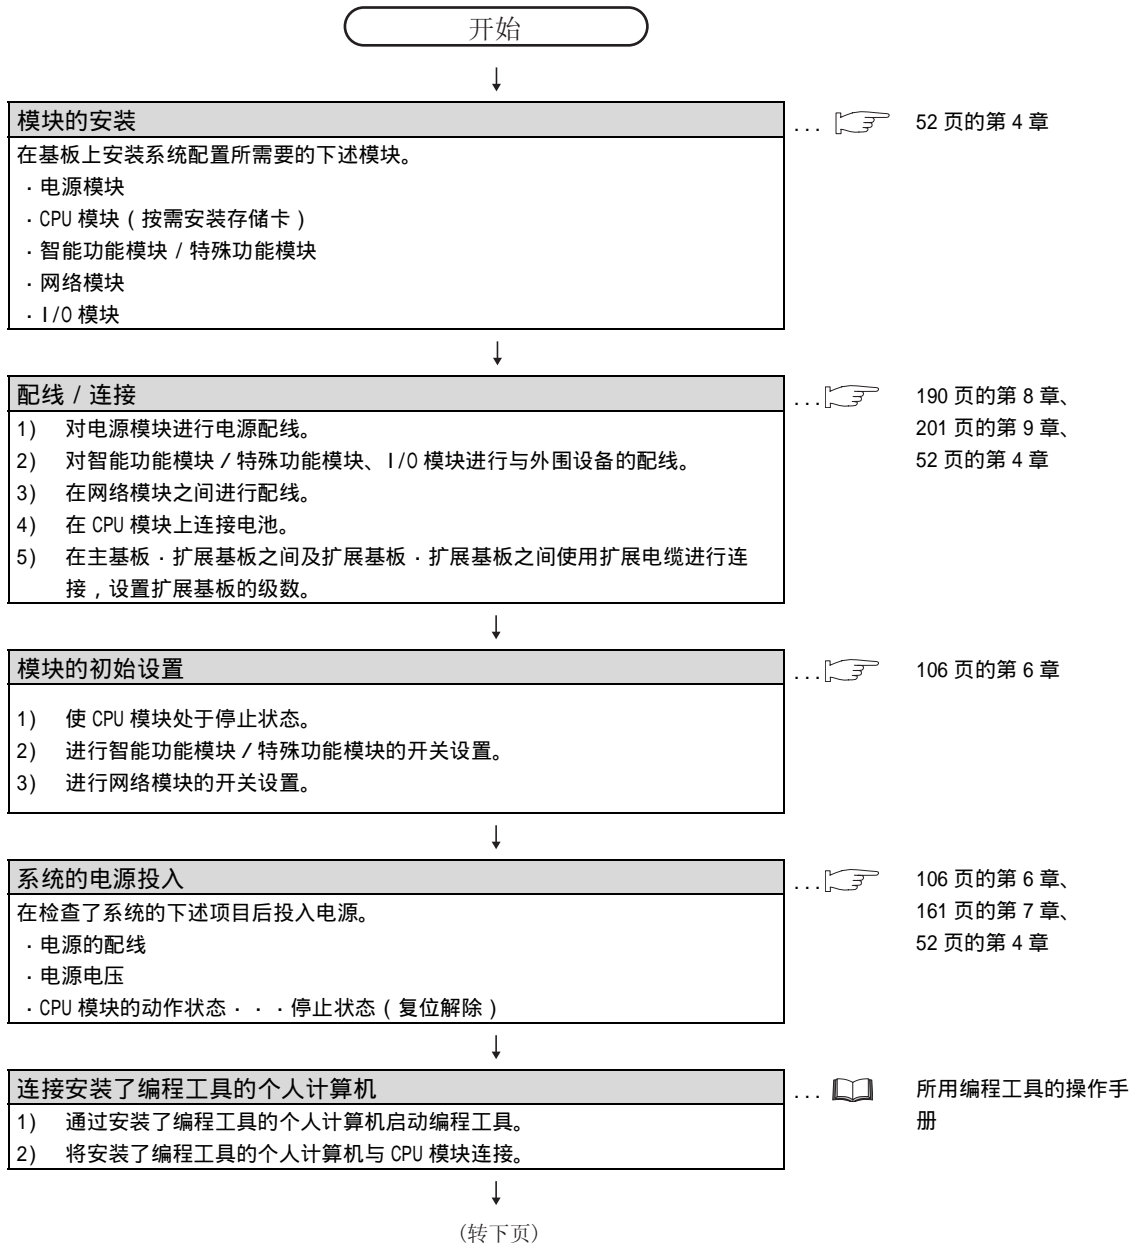 开始
模块的安装
... 52 页的第 4 章
在基板上安装系统配置所需要的下述模块。
·电源模块
·CPU 模块（按需安装存储卡）
·智能功能模块 / 特殊功能模块
·网络模块
·I/O 模块
配线 / 连接
... 190 页的第 8 章、
201 页的第 9 章、
52 页的第 4 章
1) 对电源模块进行电源配线。
2) 对智能功能模块 / 特殊功能模块、I/O 模块进行与外围设备的配线。
3) 在网络模块之间进行配线。
4) 在 CPU 模块上连接电池。
5) 在主基板·扩展基板之间及扩展基板·扩展基板之间使用扩展电缆进行连
接，设置扩展基板的级数。
模块的初始设置
... 106 页的第 6 章
1) 使 CPU 模块处于停止状态。
2) 进行智能功能模块 / 特殊功能模块的开关设置。
3) 进行网络模块的开关设置。
系统的电源投入
... 106 页的第 6 章、
161 页的第 7 章、
52 页的第 4 章
在检查了系统的下述项目后投入电源。
·电源的配线
·电源电压
·CPU 模块的动作状态···停止状态（复位解除）
连接安装了编程工具的个人计算机
... 所用编程工具的操作手
册
1) 通过安装了编程工具的个人计算机启动编程工具。
2) 将安装了编程工具的个人计算机与 CPU 模块连接。
（转下页）